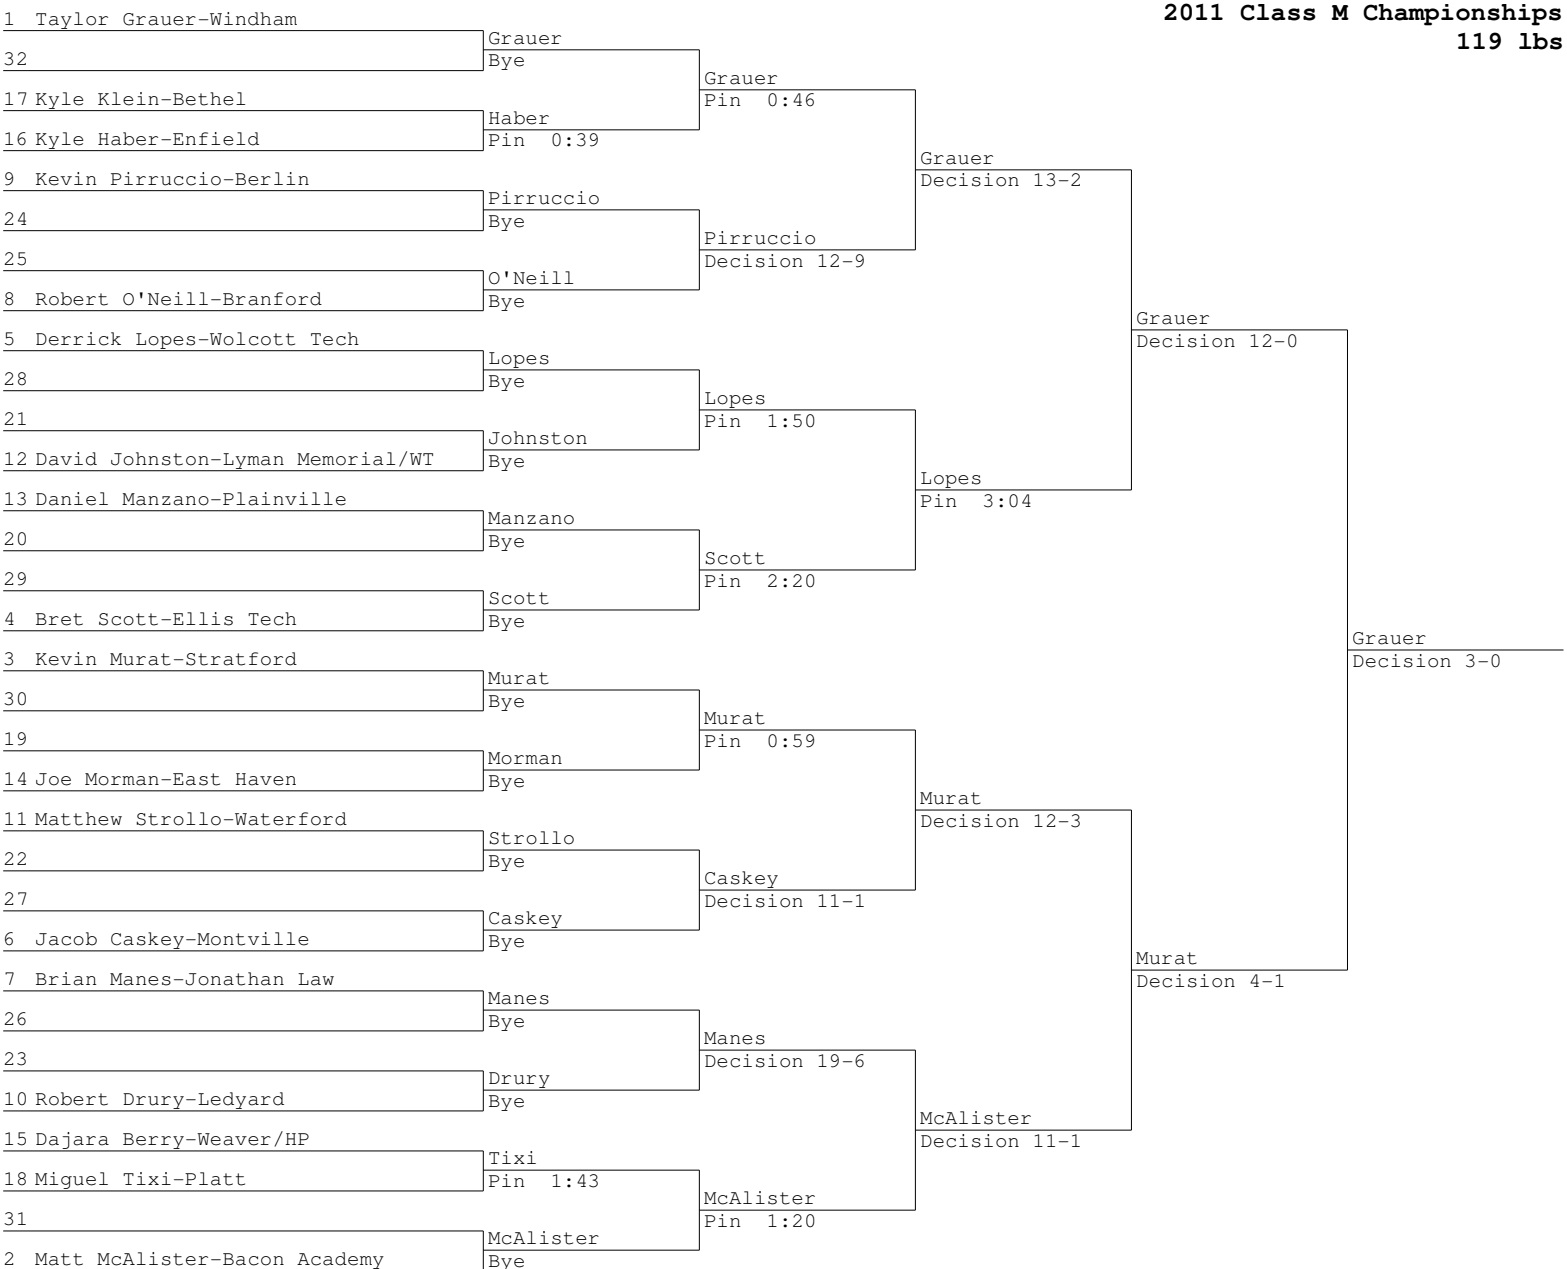 2011 Class M Championships
119 lbs
1 Taylor Grauer-Windham
32
17 Kyle Klein-Bethel
16 Kyle Haber-Enfield
9 Kevin Pirruccio-Berlin
24
25
8 Robert O'Neill-Branford
5 Derrick Lopes-Wolcott Tech
28
21
12 David Johnston-Lyman Memorial/WT
13 Daniel Manzano-Plainville
20
29
4 Bret Scott-Ellis Tech
3 Kevin Murat-Stratford
30
19
14 Joe Morman-East Haven
11 Matthew Strollo-Waterford
22
27
6 Jacob Caskey-Montville
7 Brian Manes-Jonathan Law
26
23
10 Robert Drury-Ledyard
15 Dajara Berry-Weaver/HP
18 Miguel Tixi-Platt
31
2 Matt McAlister-Bacon Academy
Grauer
Bye
Haber
Pin 0:39
Pirruccio
Bye
O'Neill
Bye
Lopes
Bye
Johnston
Bye
Manzano
Bye
Scott
Bye
Murat
Bye
Morman
Bye
Strollo
Bye
Caskey
Bye
Manes
Bye
Drury
Bye
Tixi
Pin 1:43
McAlister
Bye
Grauer
Pin 0:46
Pirruccio
Decision 12-9
Lopes
Pin 1:50
Scott
Pin 2:20
Murat
Pin 0:59
Caskey
Decision 11-1
Manes
Decision 19-6
McAlister
Pin 1:20
Grauer
Decision 13-2
Lopes
Pin 3:04
Murat
Decision 12-3
McAlister
Decision 11-1
Grauer
Decision 12-0
Murat
Decision 4-1
Grauer
Decision 3-0